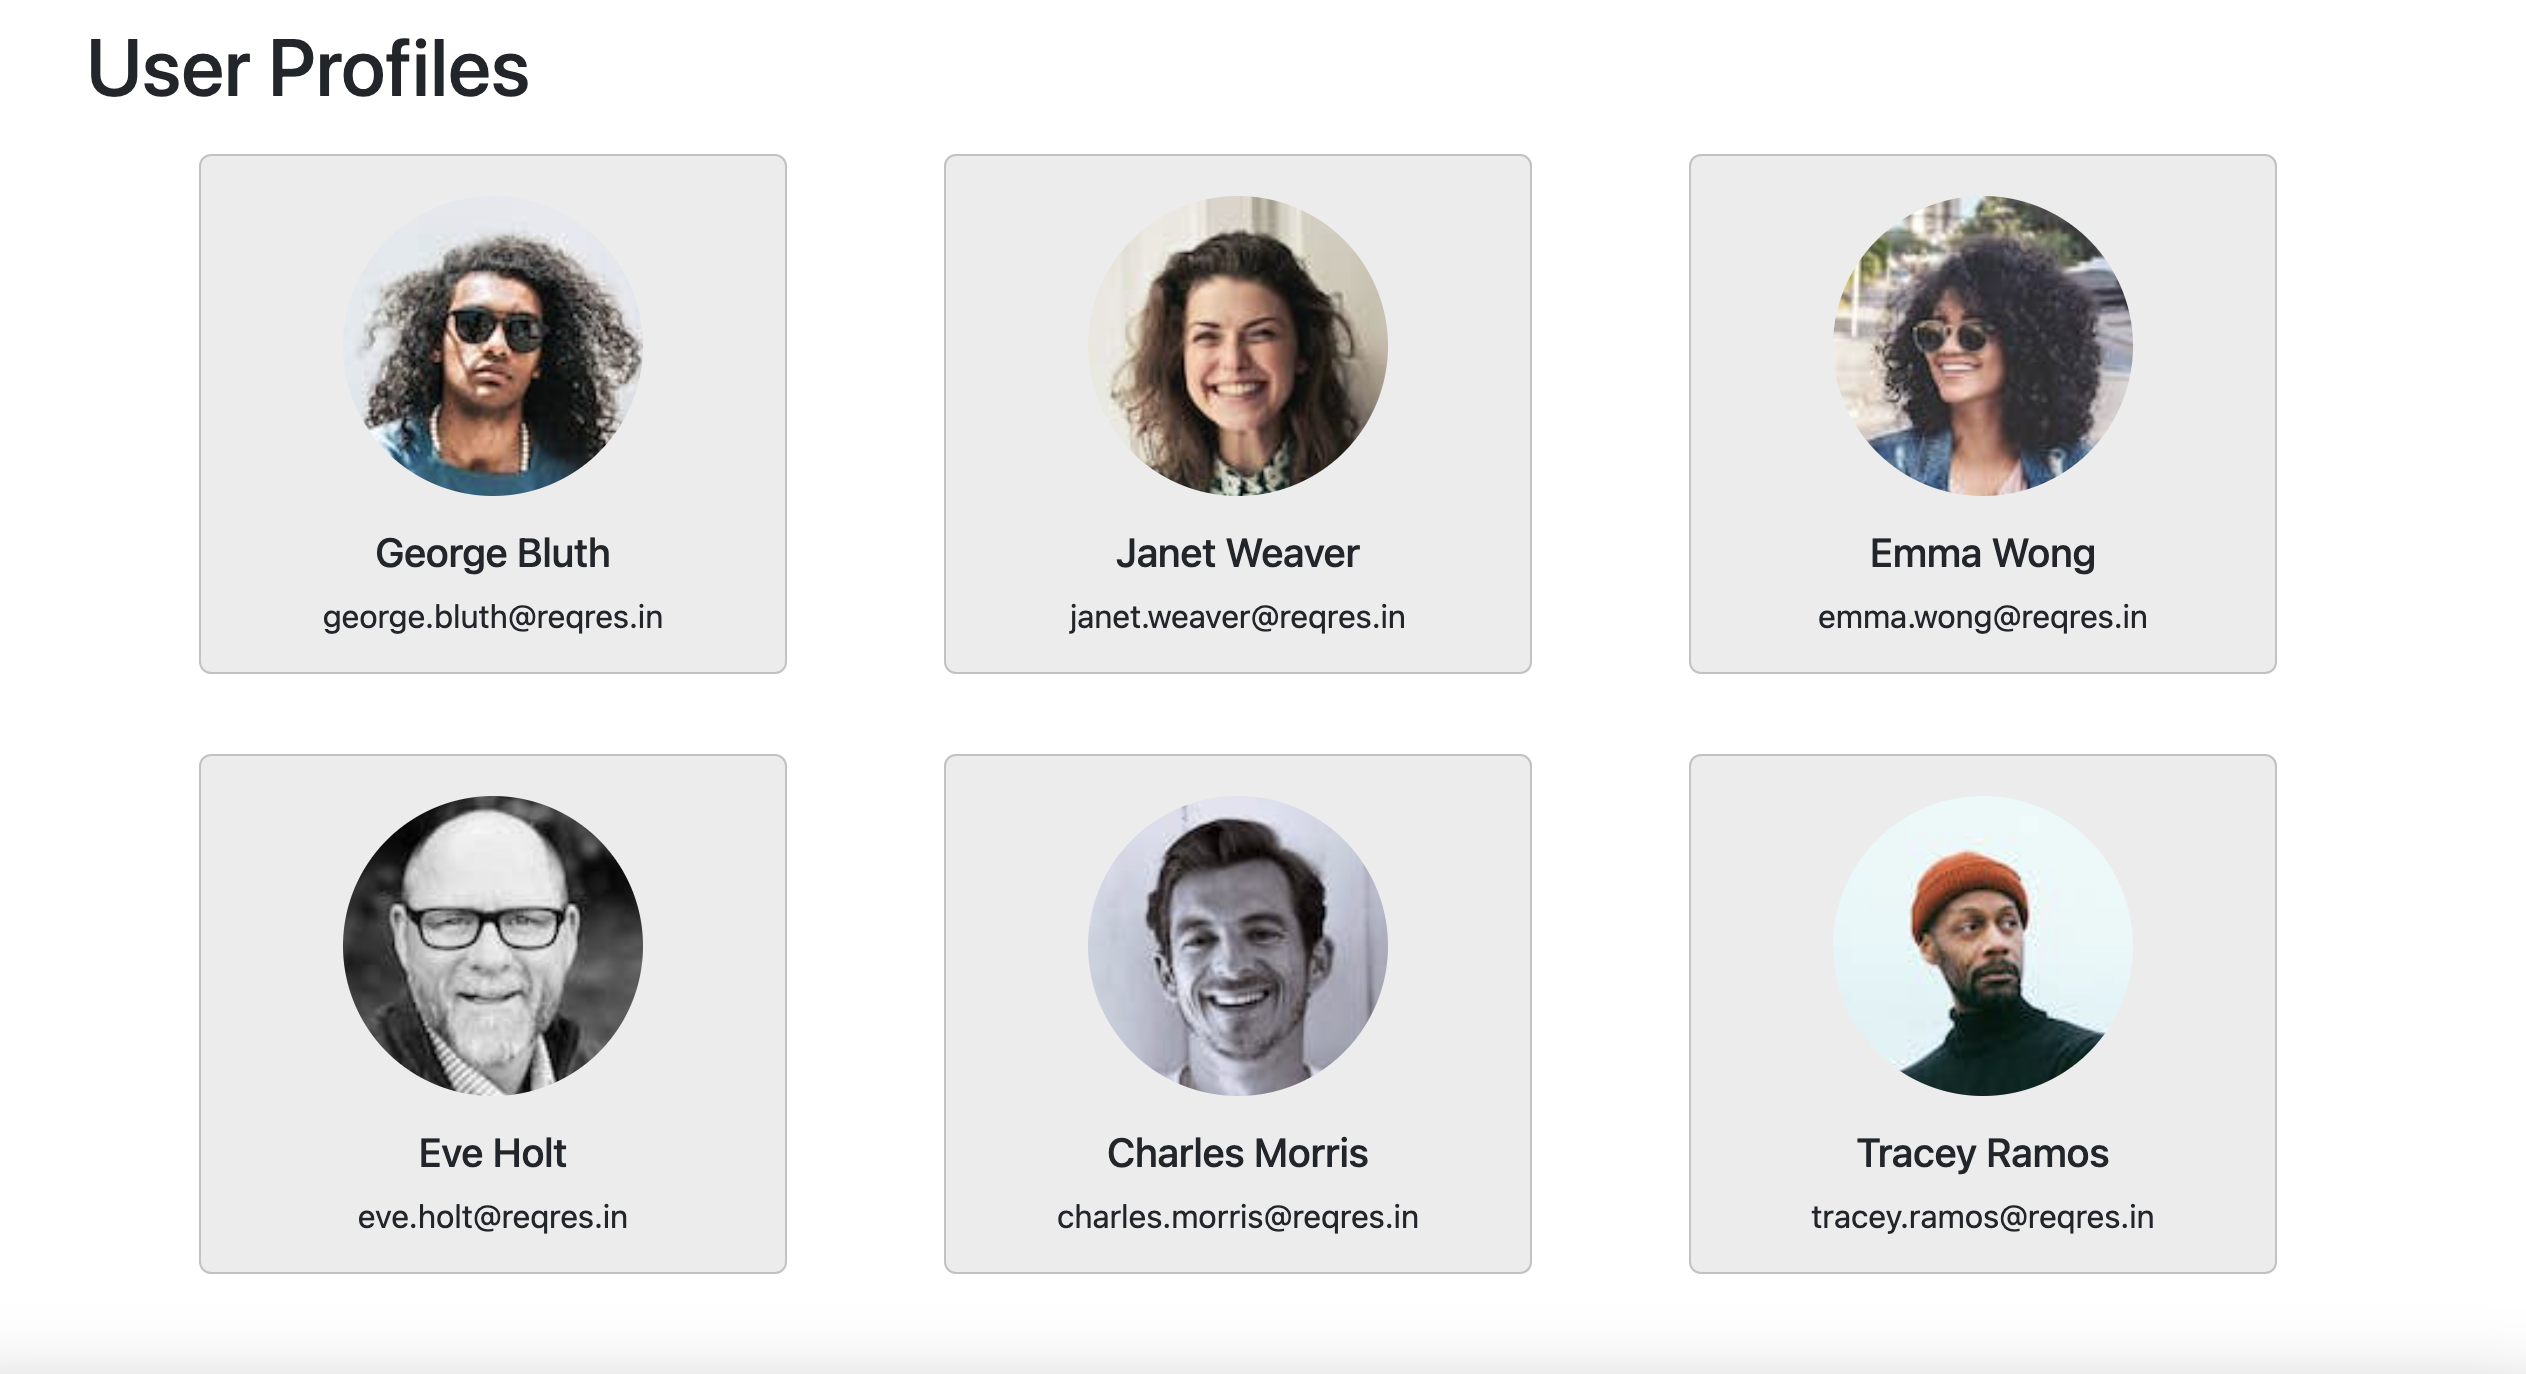 User Profiles
George Bluth
george.bluth@reqres.in
Janet Weaver
janet.weaver@reqres.in
Emma Wong
emma.wong@reqres.in
Eve Holt
eve.holt@reqres.in
Charles Morris
charles.morris@reqres.in
Tracey Ramos
tracey.ramos@reqres.in